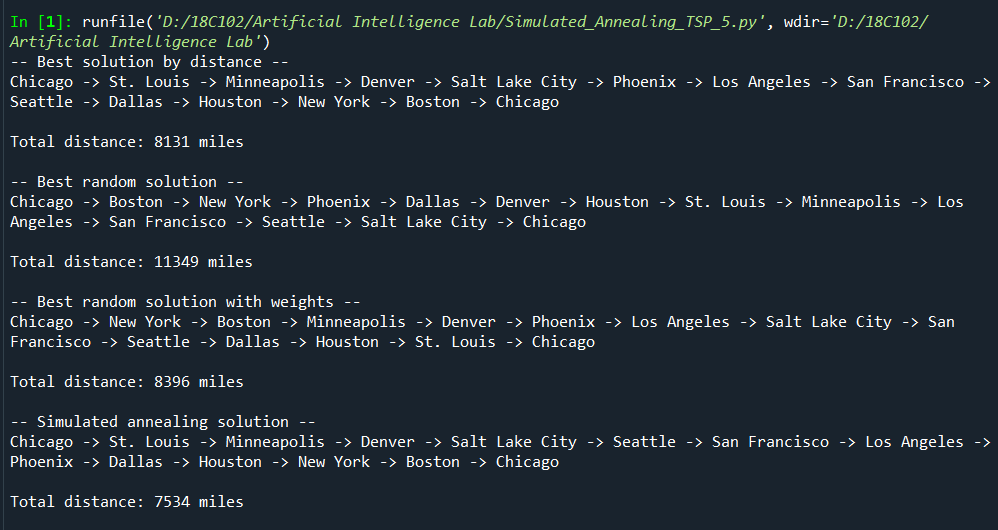 In [1]: runfile('D:/18C102/Artificial Intelligence Lab/Simulated_Annealing_TSP_5.py', wdir='D:/18C102/
Artificial Intelligence Lab')
-- Best solution by distance --
Chicago -> St. Louis -> Minneapolis -> Denver -> Salt Lake City -> Phoenix -> Los Angeles -> San Francisco ->
Seattle -> Dallas -> Houston -> New York -> Boston -> Chicago
Total distance: 8131 miles
-- Best random solution --
Chicago -> Boston -> New York -> Phoenix -> Dallas -> Denver -> Houston -> St. Louis -> Minneapolis -> Los
Angeles -> San Francisco -> Seattle -> Salt Lake City -> Chicago
Total distance: 11349 miles
-- Best random solution with weights --
Chicago -> New York -> Boston -> Minneapolis -> Denver -> Phoenix -> Los Angeles -> Salt Lake City -> San
Francisco -> Seattle -> Dallas -> Houston -> St. Louis -> Chicago
Total distance: 8396 miles
-- Simulated annealing solution --
Chicago -> St. Louis -> Minneapolis -> Denver -> Salt Lake City -> Seattle -> San Francisco -> Los Angeles ->
Phoenix -> Dallas -> Houston -> New York -> Boston -> Chicago
Total distance: 7534 miles